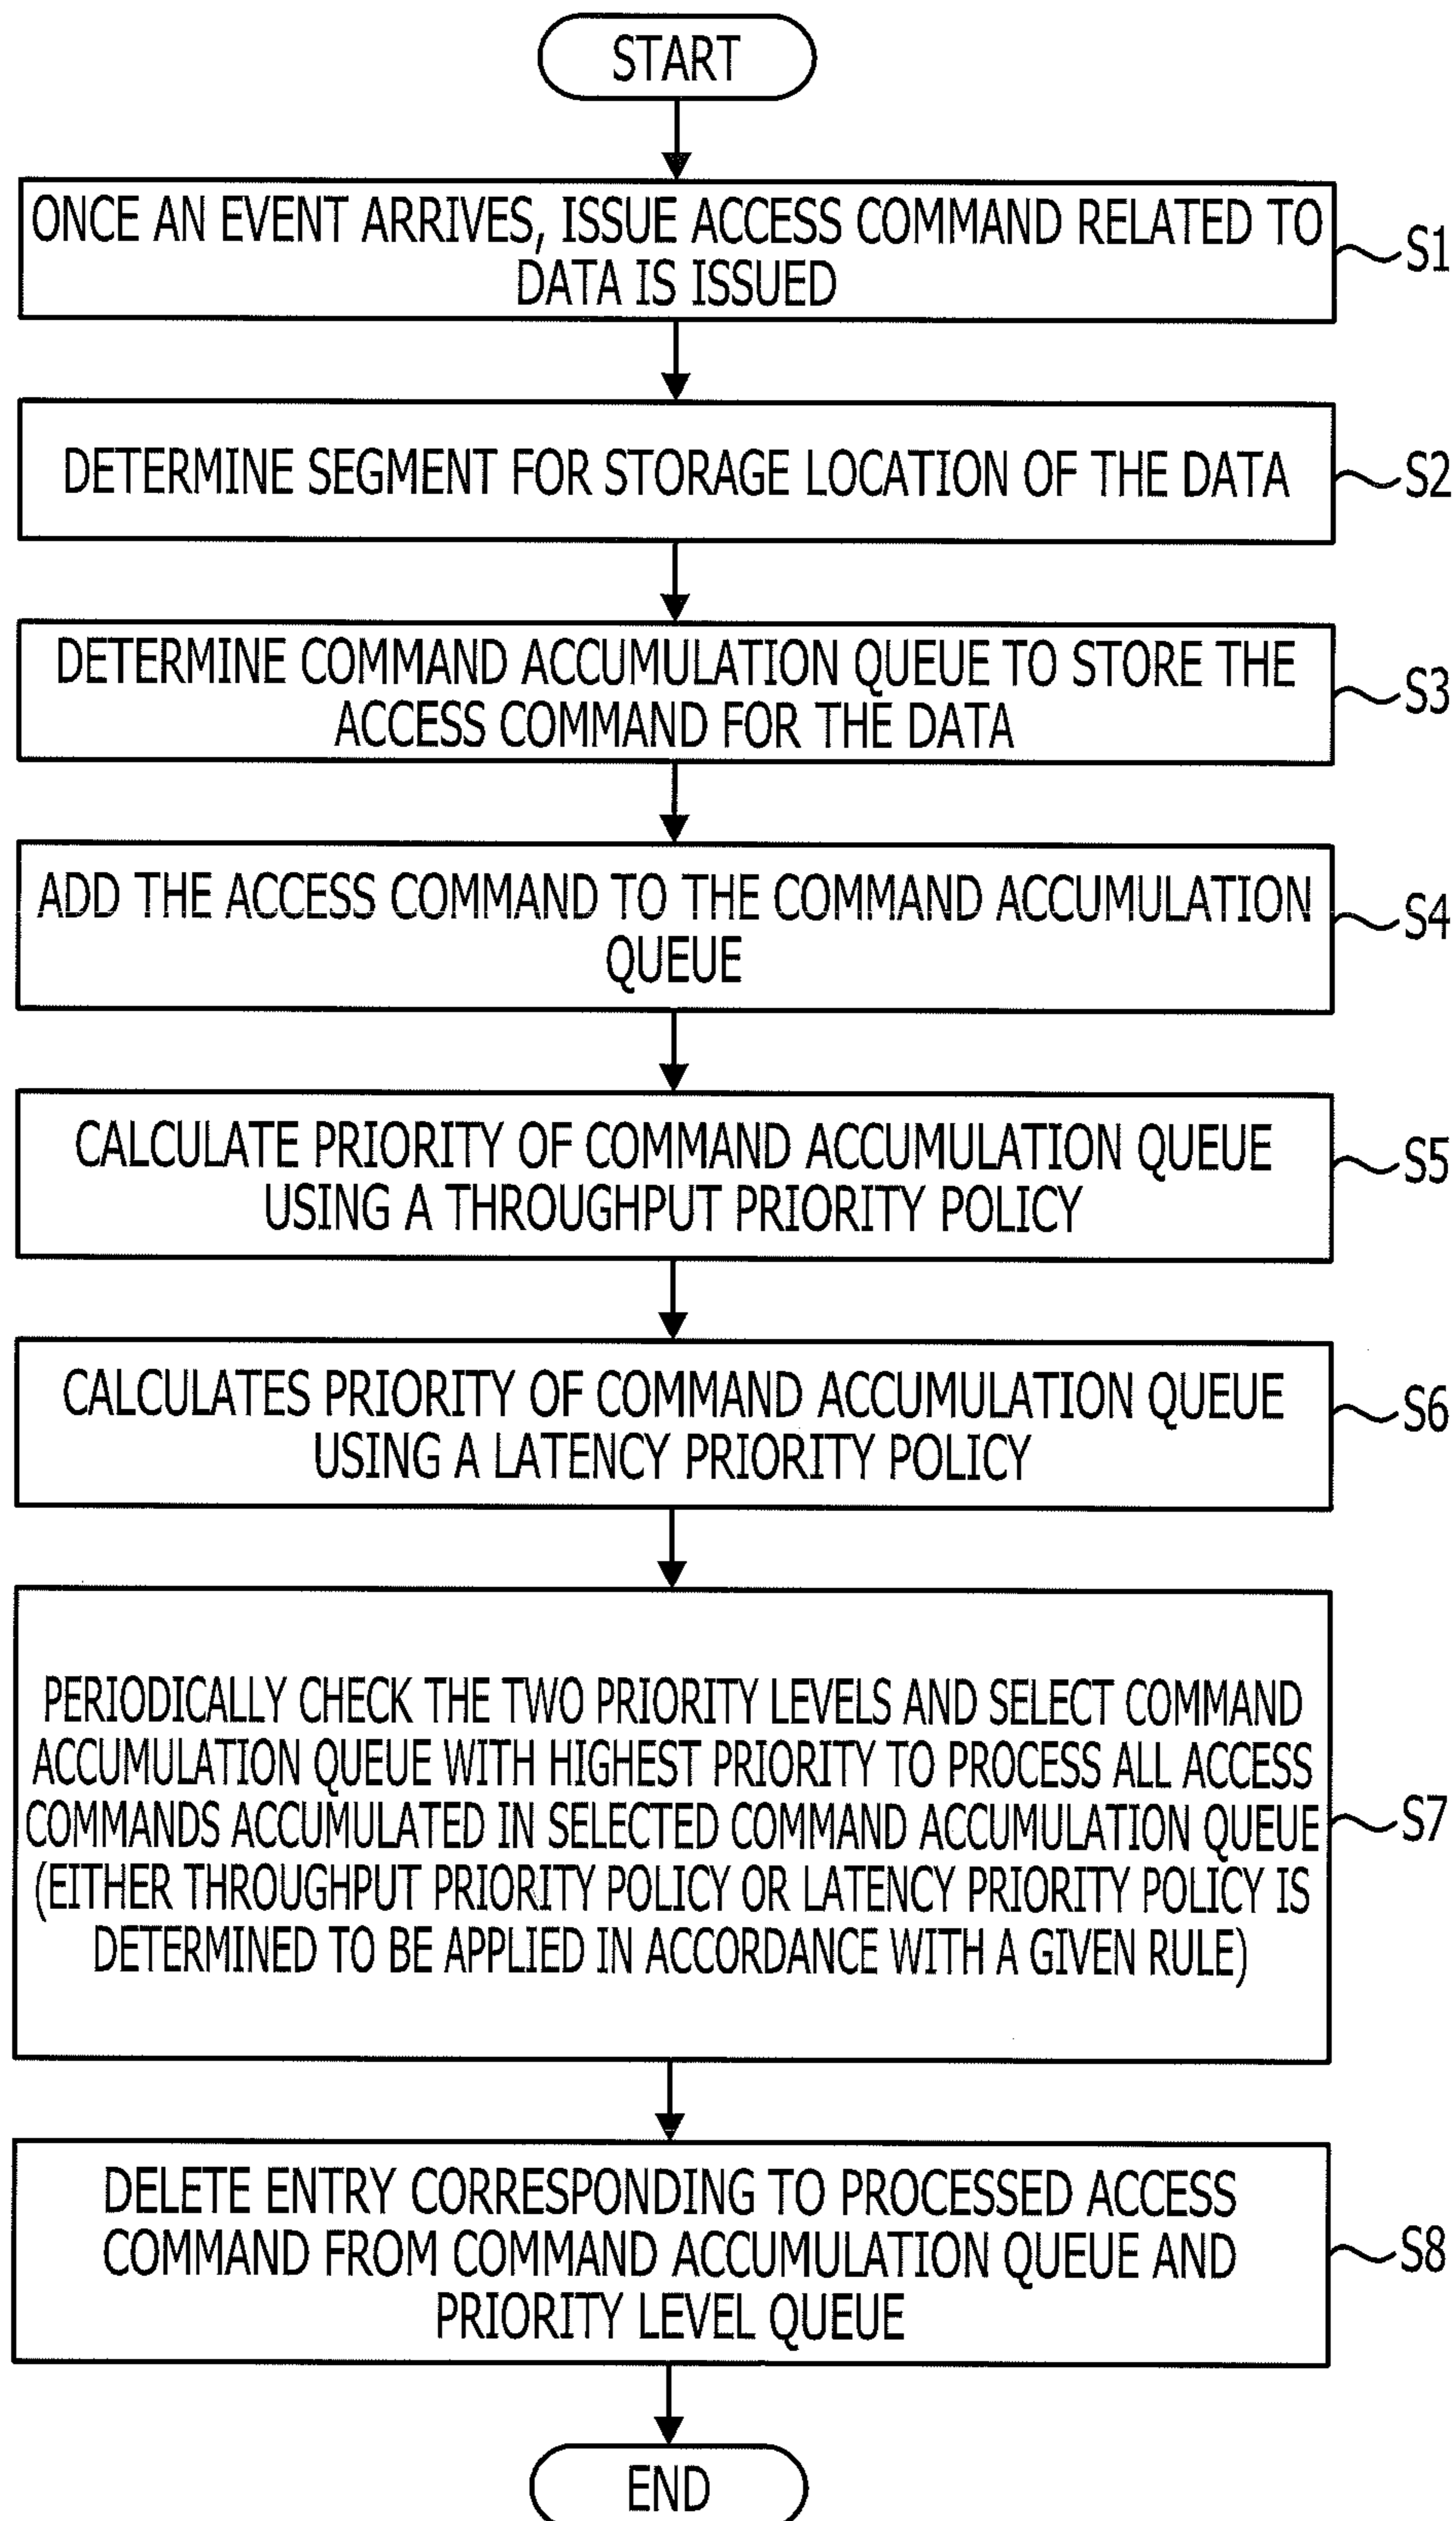 START
ONCE AN EVENT ARRIVES, ISSUE ACCESS COMMAND RELATED TO
DATA IS ISSUED
S1
DETERMINE SEGMENT FOR STORAGE LOCATION OF THE DATA
S2
DETERMINE COMMAND ACCUMULATION QUEUE TO STORE THE
ACCESS COMMAND FOR THE DATA
S3
ADD THE ACCESS COMMAND TO THE COMMAND ACCUMULATION
QUEUE
S4
CALCULATE PRIORITY OF COMMAND ACCUMULATION QUEUE
USING A THROUGHPUT PRIORITY POLICY
S5
CALCULATES PRIORITY OF COMMAND ACCUMULATION QUEUE
USING A LATENCY PRIORITY POLICY
S6
PERIODICALLY CHECK THE TWO PRIORITY LEVELS AND SELECT COMMAND
ACCUMULATION QUEUE WITH HIGHEST PRIORITY TO PROCESS ALL ACCESS
COMMANDS ACCUMULATED IN SELECTED COMMAND ACCUMULATION QUEUE
(EITHER THROUGHPUT PRIORITY POLICY OR LATENCY PRIORITY POLICY IS
DETERMINED TO BE APPLIED IN ACCORDANCE WITH A GIVEN RULE)
S7
DELETE ENTRY CORRESPONDING TO PROCESSED ACCESS
COMMAND FROM COMMAND ACCUMULATION QUEUE AND
PRIORITY LEVEL QUEUE
S8
END